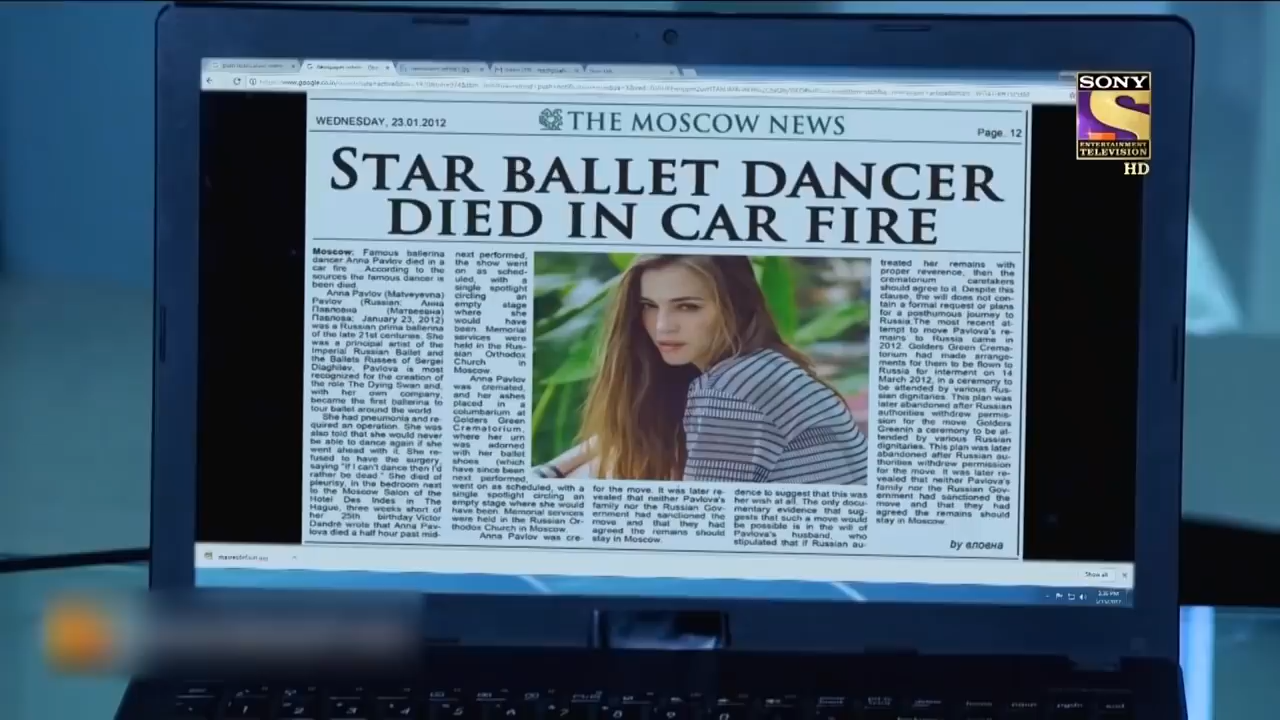 SONY
S
ENTERTAINMENT
TELEVISION
HD
WEDNESDAY, 23.01.2012
THE MOSCOW NEWS
Page. 12
STAR BALLET DANCER
DIED IN CAR FIRE
Moscow: Famous ballerina
dancer Anna Pavlov died in a
car fire ...According to the
sources the famous dancer is
been died.
Anna Pavlov (Matveyevna)
Pavlov (Russian: Анна
Павловна (Матвеевна)
Павлова; January 23, 2012)
was a Russian prima ballerina
of the late 21st centuries. She
was a principal artist of the
Imperial Russian Ballet and
the Ballets Russes of Sergei
Diaghilev. Pavlova is most
recognized for the creation of
the role The Dying Swan and,
with her own company,
became the first ballerina to
tour ballet around the world
She had pneumonia and re-
quired an operation. She was
also told that she would never
be able to dance again if she
went ahead with it. She re-
fused to have the surgery,
saying "If I can't dance then I'd
rather be dead." She died of
pleurisy, in the bedroom next
to the Moscow Salon of the
Hotel Des Indes in The
Hague, three weeks short of
her 25th birthday Victor
Dandré wrote that Anna Pav-
lova died a half hour past mid-
next performed,
the show went
on as sched-
uled, with a
single spotlight
circling an
empty stage
where she
would have
been. Memorial
services were
held in the Rus-
sian Orthodox
Church in
Moscow.
Anna Pavlov
was cremated,
and her ashes
placed in a
columbarium at
Golders Green
Crematorium,
where her urn
was adorned
with her ballet
shoes (which
have since been
next performed,
went on as scheduled, with a
single spotlight circling an
empty stage where she would
have been Memorial services
were held in the Russian Or-
thodox Church in Moscow.
Anna Pavlov was cre-
for the move. It was later re-
vealed that neither Pavlova's
family nor the Russian Gov-
ernment had sanctioned the
move and that they had
agreed the remains should
stay in Moscow.
dence to suggest that this was
her wish at all. The only doc-
umentary evidence that sug-
gests that such a move would
be possible is in the will of
Pavlova's husband, who
stipulated that if Russian au-
treated her remains with
proper reverence, then the
crematorium caretakers
should agree to it. Despite this
clause, the will does not con-
tain a formal request or plans
for a posthumous journey to
Russia.The most recent at-
tempt to move Pavlova's re-
mains to Russia came in
2012. Golders Green Crema-
torium had made arrange-
ments for them to be flown to
Russia for interment on 14
March 2012, in a ceremony to
be attended by various Rus-
sian dignitaries. This plan was
later abandoned after Russian
authorities withdrew permis-
sion for the move. Golders
Greenin a ceremony to be at-
tended by various Russian
dignitaries. This plan was later
abandoned after Russian au-
thorities withdrew permission
for the move. It was later re-
vealed that neither Pavlova's
family nor the Russian Gov-
ernment had sanctioned the
move and that they had
agreed the remains should
stay in Moscow.
by вловна
Show all